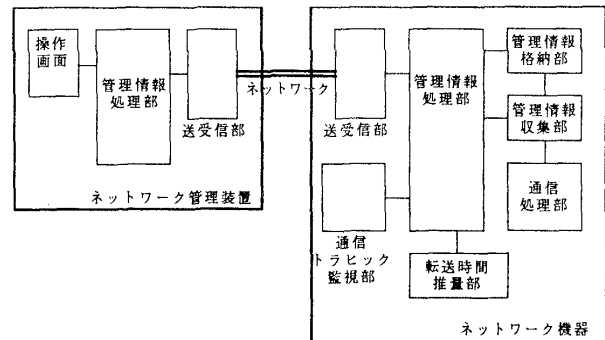 操作
画面
管理情報
処理部
送受信部
ネットワーク
ネットワーク管理装置
送受信部
管理情報
処理部
管理情報
格納部
管理情報
収集部
通信
処理部
通信
トラヒック
監視部
転送時間
推量部
ネットワーク機器